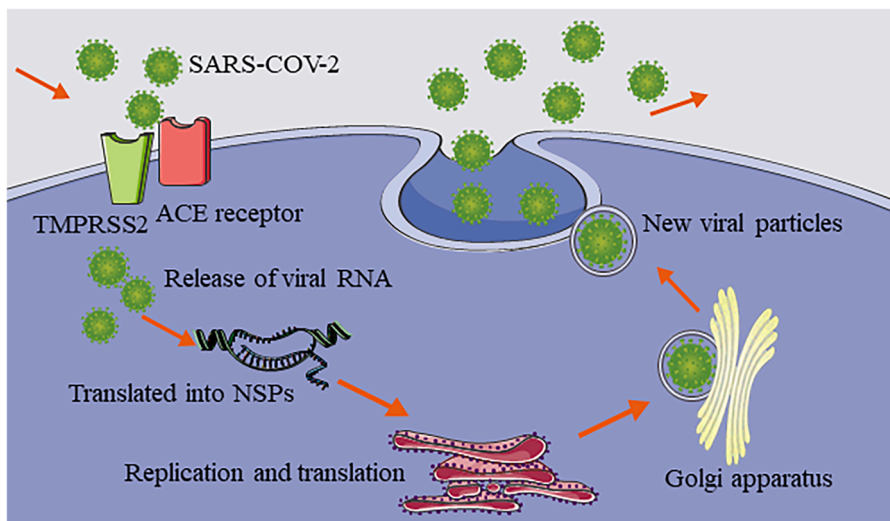 SARS-COV-2
TMPRSS2
ACE receptor
New viral particles
Release of viral RNA
Translated into NSPs
Replication and translation
Golgi apparatus